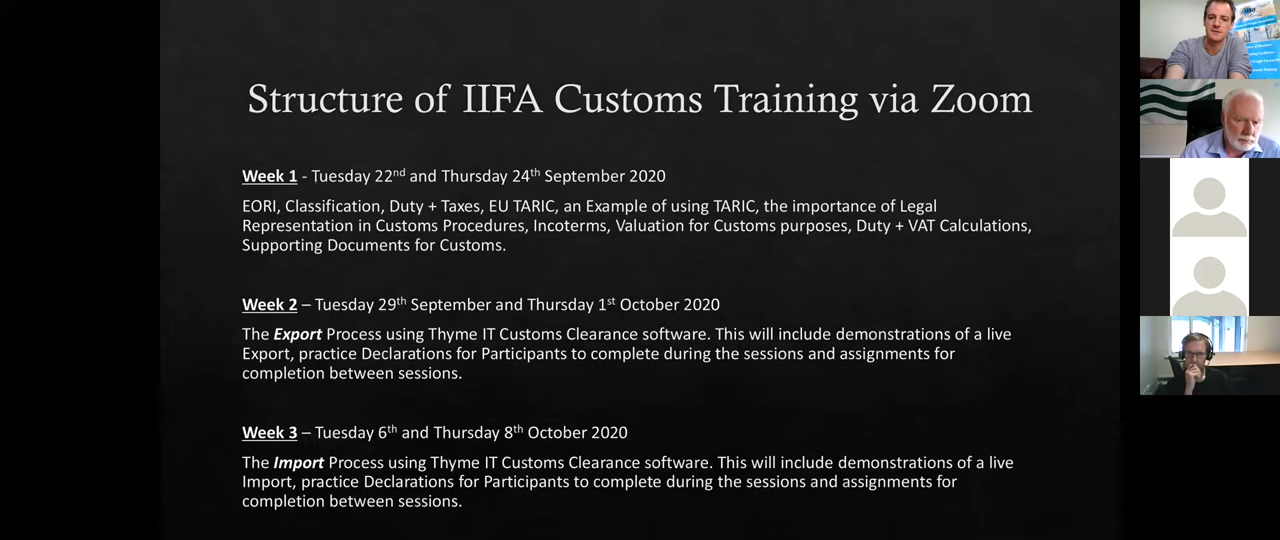 Structure of IIFA Customs Training via Zoom
Week 1 - Tuesday 22nd and Thursday 24th September 2020
EORI, Classification, Duty + Taxes, EU TARIC, an Example of using TARIC, the importance of Legal
Representation in Customs Procedures, Incoterms, Valuation for Customs purposes, Duty + VAT Calculations,
Supporting Documents for Customs.
Week 2 – Tuesday 29th September and Thursday 1st October 2020
The Export Process using Thyme IT Customs Clearance software. This will include demonstrations of a live
Export, practice Declarations for Participants to complete during the sessions and assignments for
completion between sessions.
Week 3 – Tuesday 6th and Thursday 8th October 2020
The Import Process using Thyme IT Customs Clearance software. This will include demonstrations of a live
Import, practice Declarations for Participants to complete during the sessions and assignments for
completion between sessions.